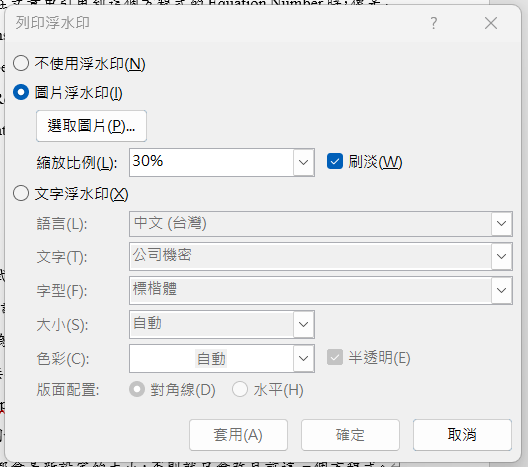 Equation Number
列印浮水印
不使用浮水印(N)
圖片浮水印(I)
選取圖片(P)...
縮放比例(L): 30% 刷淡(W)
文字浮水印(X)
語言(L): 中文 (台灣)
文字(T): 公司機密
字型(F): 標楷體
大小(S): 自動
色彩(C): 自動 半透明(E)
版面配置: 對角線(D) 水平(H)
套用(A) 確定 取消